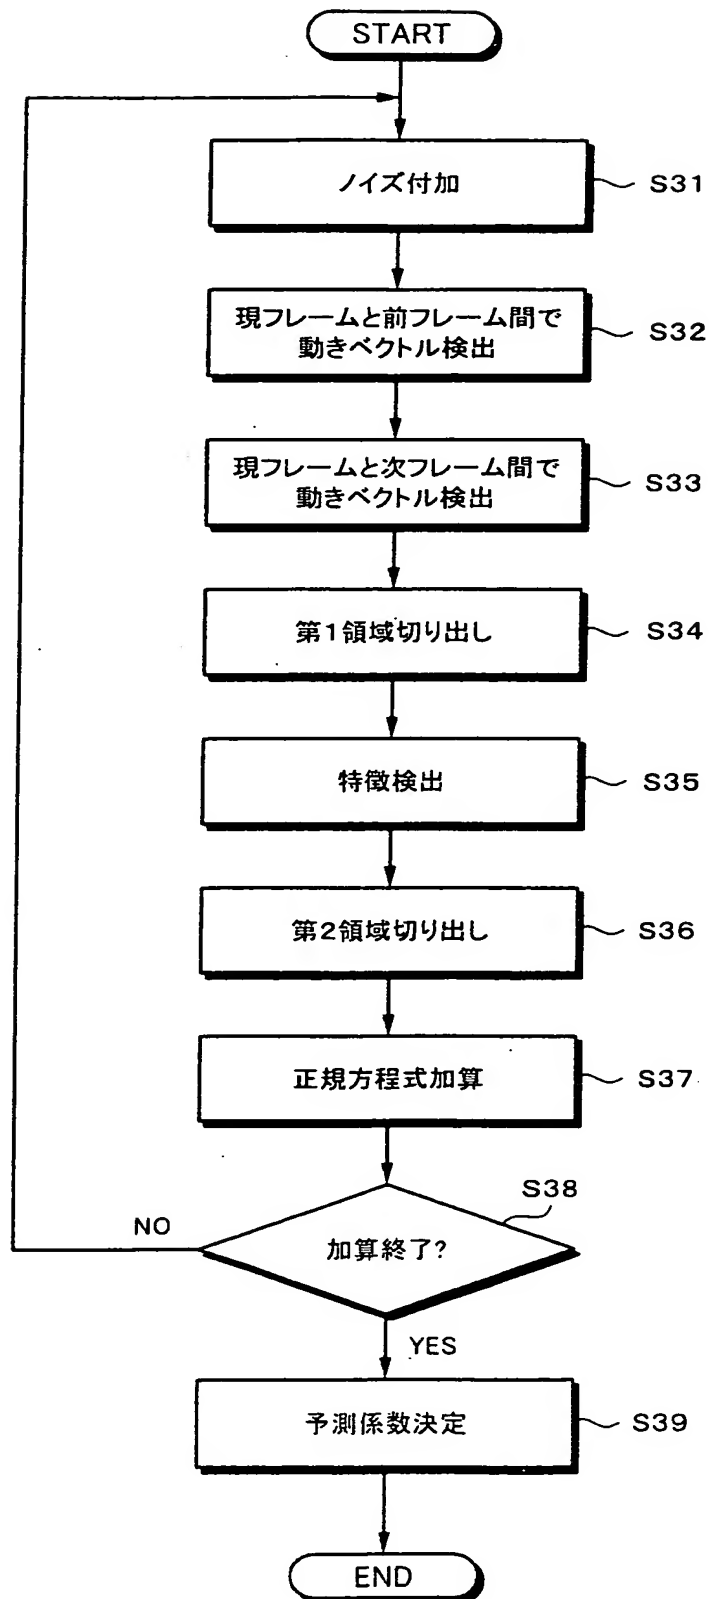 START
ノイズ付加
S31
現フレームと前フレーム間で
動きベクトル検出
S32
現フレームと次フレーム間で
動きベクトル検出
S33
第1領域切り出し
S34
特徴検出
S35
第2領域切り出し
S36
正規方程式加算
S37
S38
NO
加算終了?
YES
予測係数決定
S39
END